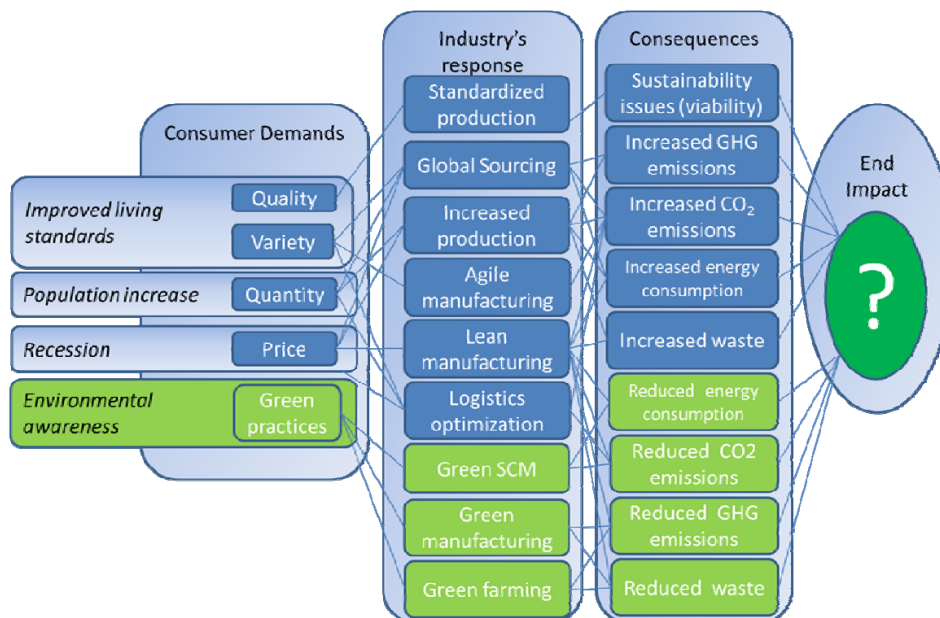 Consumer Demands
Improved living
standards
Quality
Variety
Population increase
Quantity
Recession
Price
Environmental
awareness
Green
practices
Industry's
response
Standardized
production
Global Sourcing
Increased
production
Agile
manufacturing
Lean
manufacturing
Logistics
optimization
Green SCM
Green
manufacturing
Green farming
Consequences
Sustainability
issues (viability)
Increased GHG
emissions
Increased CO₂
emissions
Increased energy
consumption
Increased waste
Reduced energy
consumption
Reduced CO2
emissions
Reduced GHG
emissions
Reduced waste
End
Impact
?